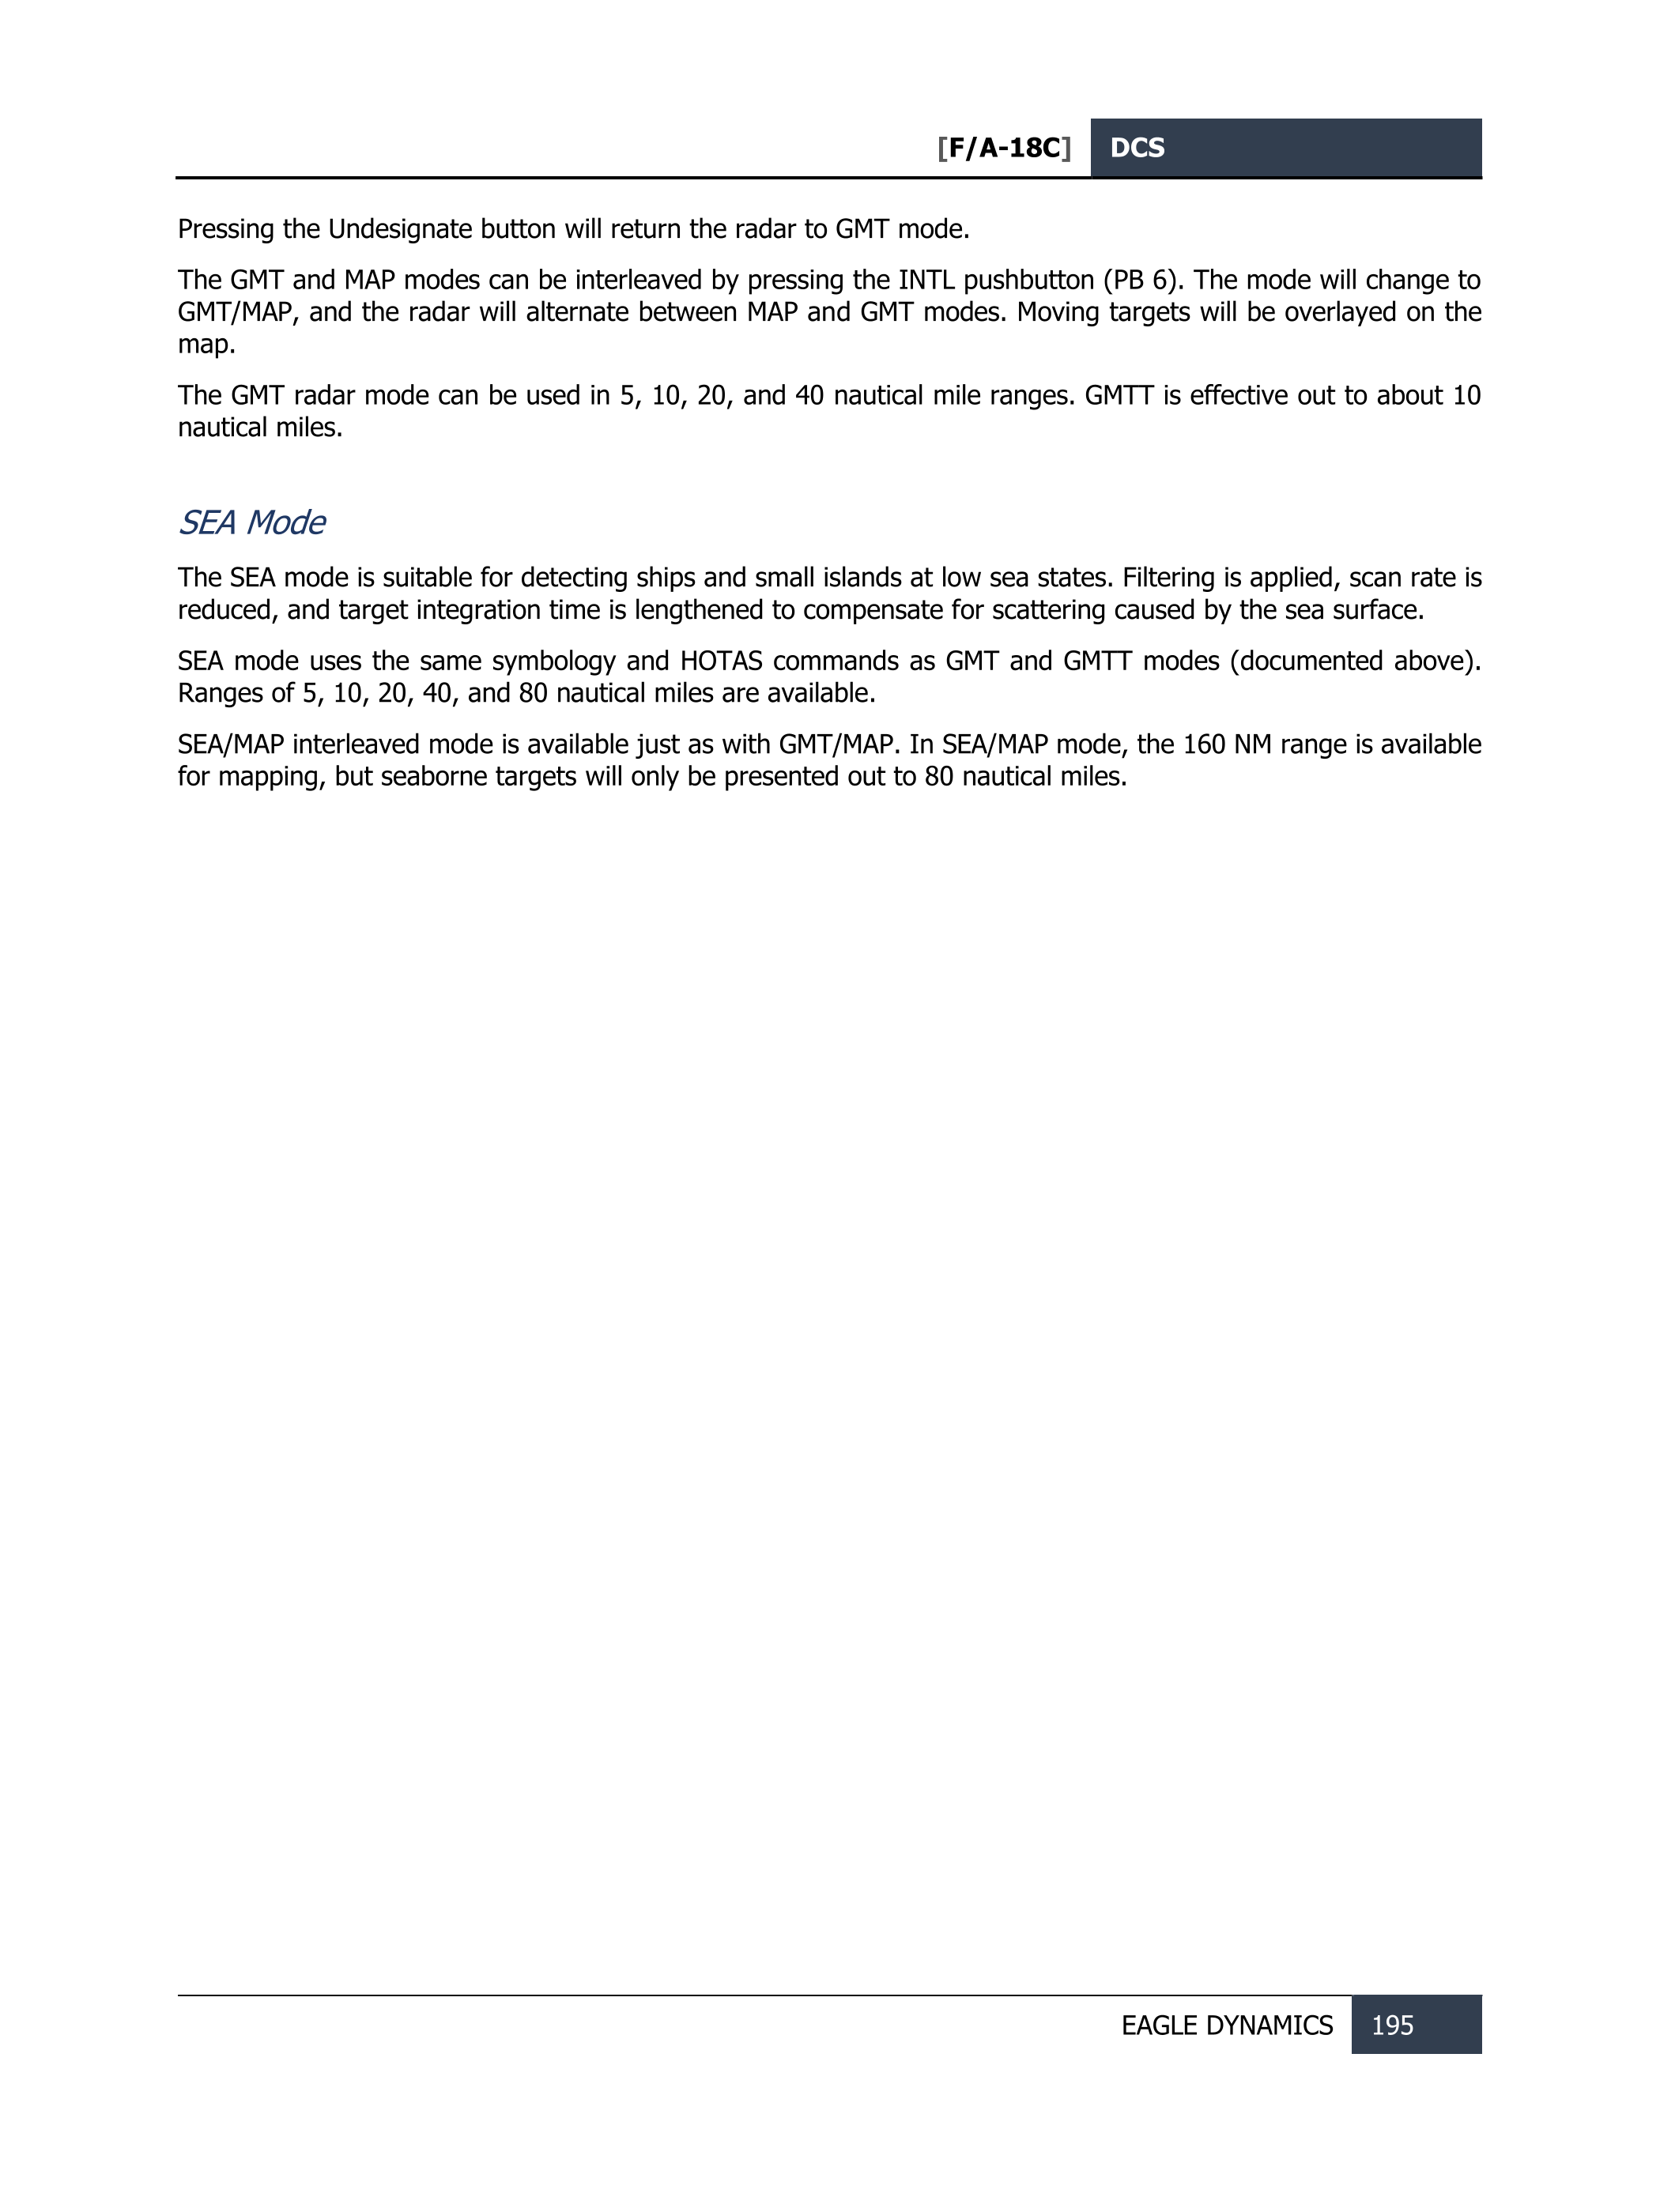 [F/A-18C] DCS
Pressing the Undesignate button will return the radar to GMT mode.
The GMT and MAP modes can be interleaved by pressing the INTL pushbutton (PB 6). The mode will change to
GMT/MAP, and the radar will alternate between MAP and GMT modes. Moving targets will be overlayed on the
map.
The GMT radar mode can be used in 5, 10, 20, and 40 nautical mile ranges. GMTT is effective out to about 10
nautical miles.
SEA Mode
The SEA mode is suitable for detecting ships and small islands at low sea states. Filtering is applied, scan rate is
reduced, and target integration time is lengthened to compensate for scattering caused by the sea surface.
SEA mode uses the same symbology and HOTAS commands as GMT and GMTT modes (documented above).
Ranges of 5, 10, 20, 40, and 80 nautical miles are available.
SEA/MAP interleaved mode is available just as with GMT/MAP. In SEA/MAP mode, the 160 NM range is available
for mapping, but seaborne targets will only be presented out to 80 nautical miles.
EAGLE DYNAMICS 195